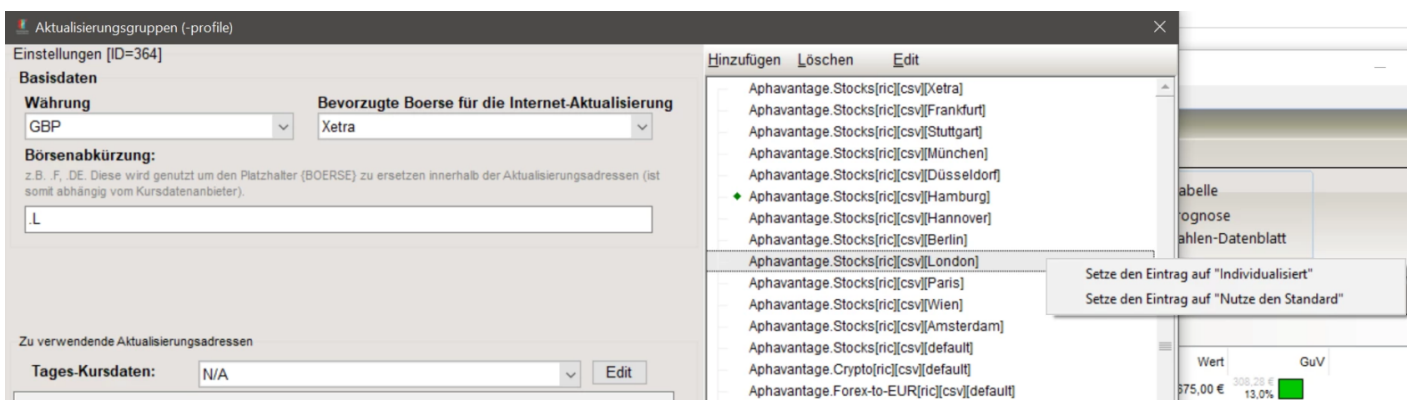 Aktualisierungsgruppen (-profile)
Einstellungen [ID=364]
Basisdaten
Währung
Bevorzugte Boerse für die Internet-Aktualisierung
GBP
Xetra
Börsenabkürzung:
z.B. .F, .DE. Diese wird genutzt um den Platzhalter {BOERSE} zu ersetzen innerhalb der Aktualisierungsadressen (ist
somit abhängig vom Kursdatenanbieter).
.L
Zu verwendende Aktualisierungsadressen
Tages-Kursdaten:
N/A
Edit
Hinzufügen Löschen Edit
Aphavantage.Stocks[ric][csv][Xetra]
Aphavantage.Stocks[ric][csv][Frankfurt]
Aphavantage.Stocks[ric][csv][Stuttgart]
Aphavantage.Stocks[ric][csv][München]
Aphavantage.Stocks[ric][csv][Düsseldorf]
Aphavantage.Stocks[ric][csv][Hamburg]
Aphavantage.Stocks[ric][csv][Hannover]
Aphavantage.Stocks[ric][csv][Berlin]
Aphavantage.Stocks[ric][csv][London]
Aphavantage.Stocks[ric][csv][Paris]
Aphavantage.Stocks[ric][csv][Wien]
Aphavantage.Stocks[ric][csv][Amsterdam]
Aphavantage.Stocks[ric][csv][default]
Aphavantage.Crypto[ric][csv][default]
Aphavantage.Forex-to-EUR[ric][csv][default]
Setze den Eintrag auf "Individualisiert"
Setze den Eintrag auf "Nutze den Standard"
abelle
rognose
ahlen-Datenblatt
Wert GuV
675,00 € 308,28 €
13,0%